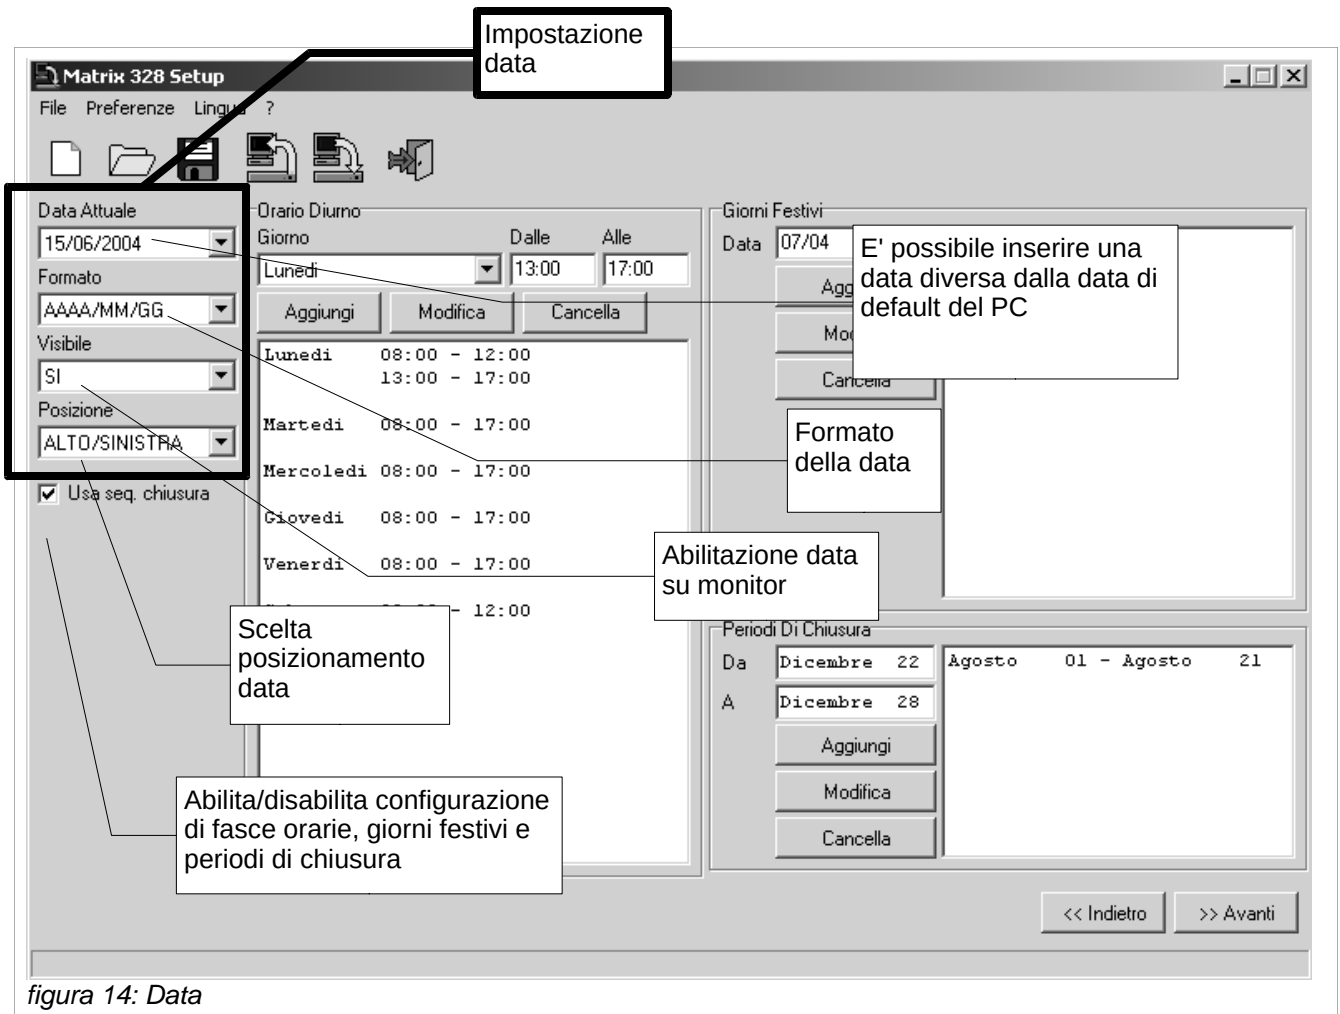 Impostazione
data
Matrix 328 Setup
File Preferenze Lingua ?
Data Attuale
15/06/2004
Formato
AAAA/MM/GG
Visibile
SI
Posizione
ALTO/SINISTRA
Usa seq. chiusura
Orario Diurno
Giorno Dalle Alle
Lunedi 13:00 17:00
Aggiungi Modifica Cancella
Lunedi 08:00 - 12:00
13:00 - 17:00
Martedi 08:00 - 17:00
Mercoledi 08:00 - 17:00
Giovedi 08:00 - 17:00
Venerdi 08:00 - 17:00
- 12:00
Giorni Festivi
Data 07/04
Cancella
E' possibile inserire una
data diversa dalla data di
default del PC
Formato
della data
Abilitazione data
su monitor
Scelta
posizionamento
data
Abilita/disabilita configurazione
di fasce orarie, giorni festivi e
periodi di chiusura
Periodi Di Chiusura
Da Dicembre 22
A Dicembre 28
Aggiungi
Modifica
Cancella
Agosto 01 - Agosto 21
<< Indietro >> Avanti
figura 14: Data